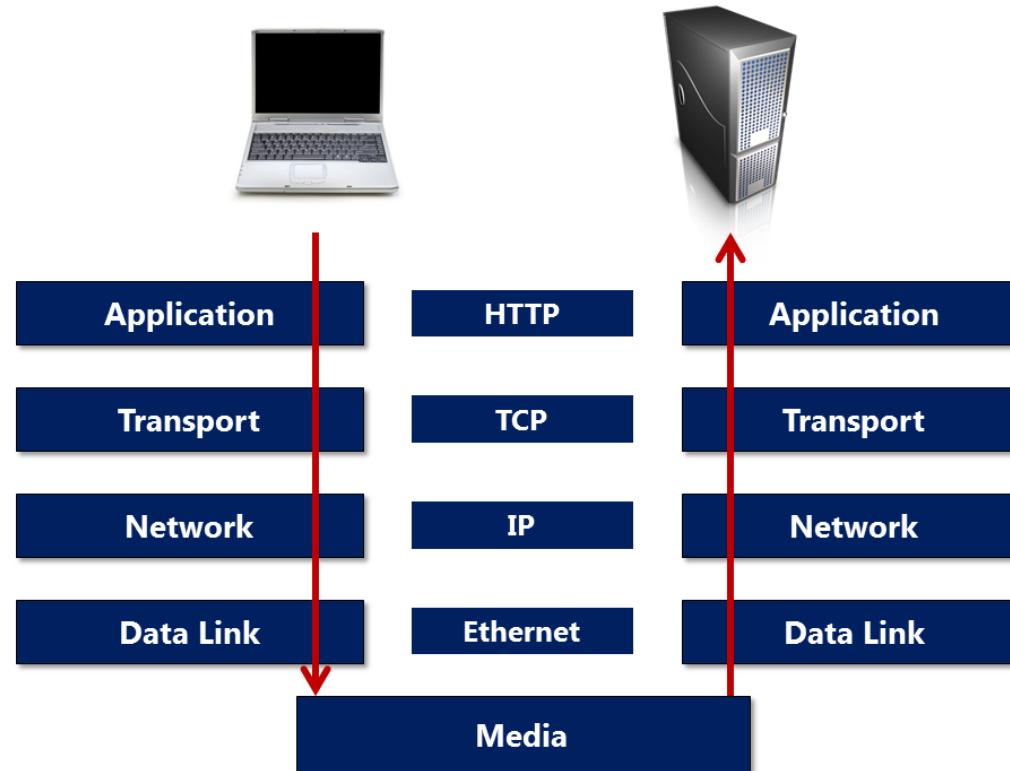 Application
HTTP
Application
Transport
TCP
Transport
Network
IP
Network
Data Link
Ethernet
Data Link
Media